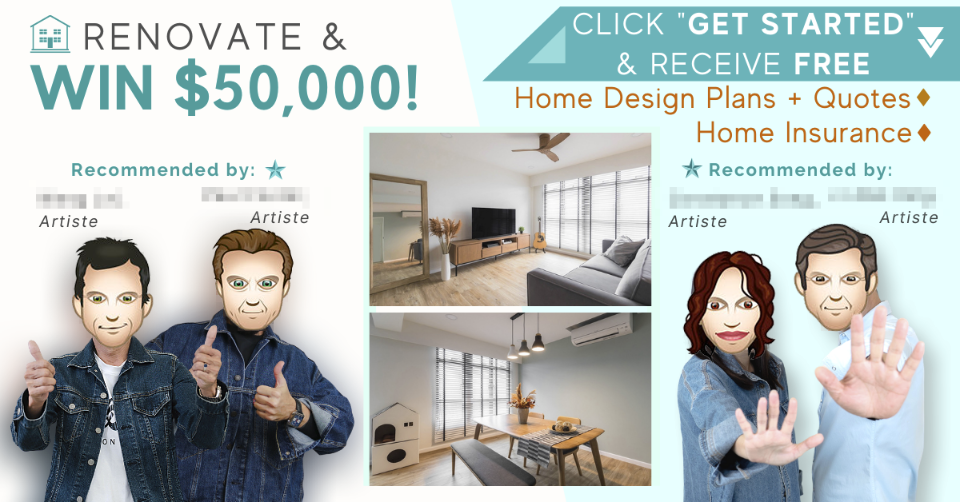 RENOVATE &
WIN $50,000!
CLICK "GET STARTED"
& RECEIVE FREE
Home Design Plans + Quotes
Home Insurance
Recommended by:
Artiste
Artiste
Recommended by:
Artiste
Artiste